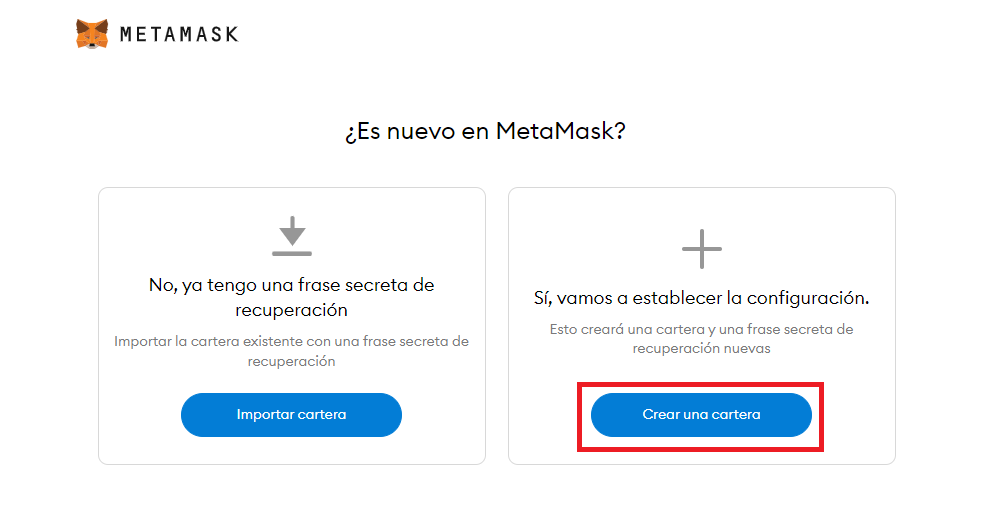 METAMASK
¿Es nuevo en MetaMask?
No, ya tengo una frase secreta de
recuperación
Importar la cartera existente con una frase secreta de
recuperación
Importar cartera
Sí, vamos a establecer la configuración.
Esto creará una cartera y una frase secreta de
recuperación nuevas
Crear una cartera